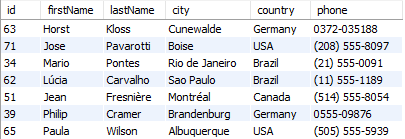 id firstName lastName city country phone
63 Horst Kloss Cunewalde Germany 0372-035188
71 Jose Pavarotti Boise USA (208) 555-8097
34 Mario Pontes Rio de Janeiro Brazil (21) 555-0091
62 Lúcia Carvalho Sao Paulo Brazil (11) 555-1189
51 Jean Fresnière Montréal Canada (514) 555-8054
39 Philip Cramer Brandenburg Germany 0555-09876
65 Paula Wilson Albuquerque USA (505) 555-5939